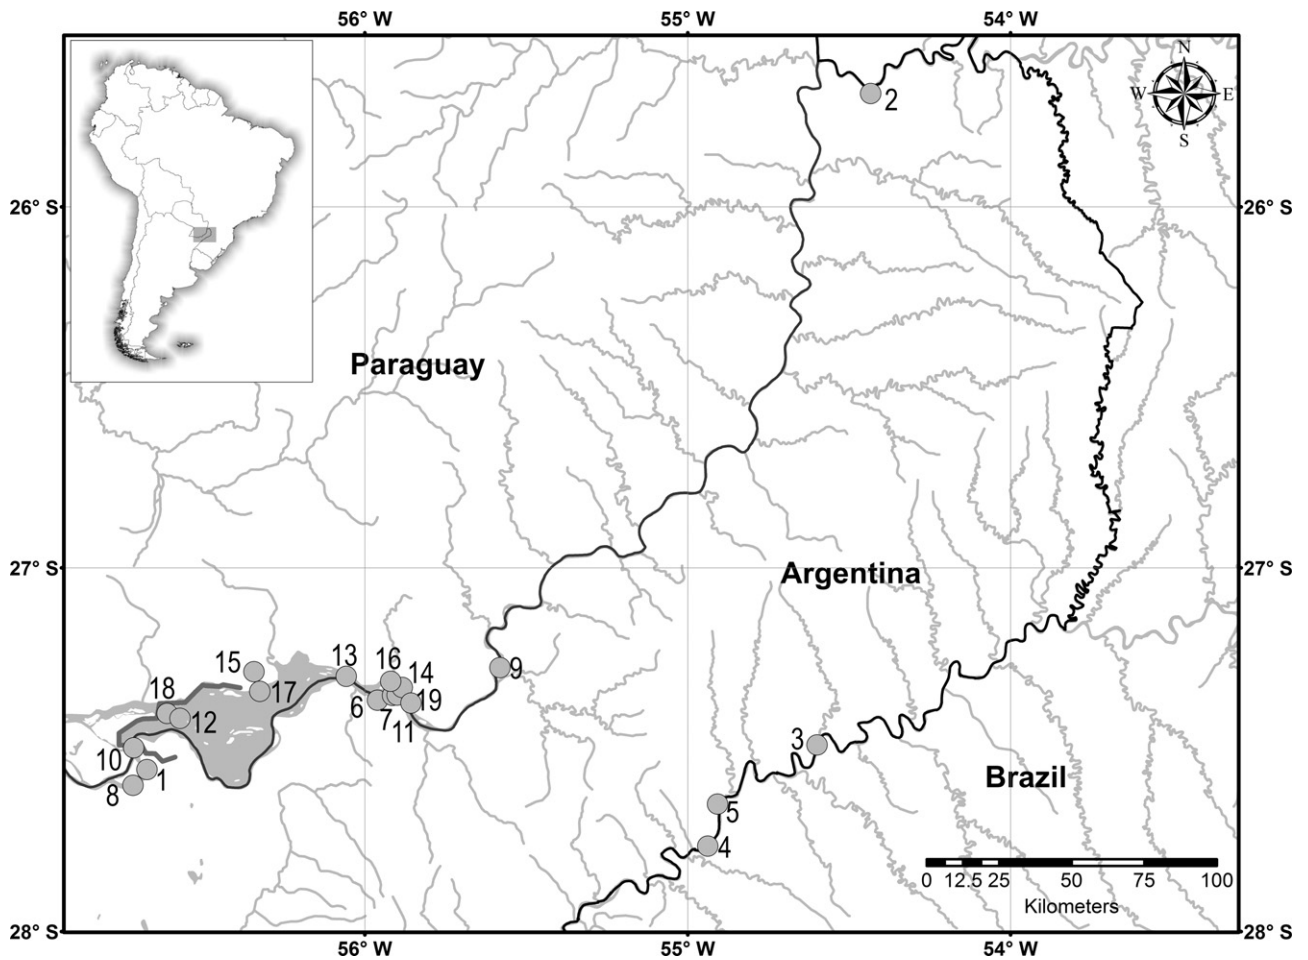 56° W
55° W
54° W
N
W
E
S
2
26° S
26° S
Paraguay
27° S
27° S
Argentina
15
13
16
14
9
17
18
6
7
19
11
12
10
1
8
3
5
4
Brazil
0 12.5 25 50 75 100
Kilometers
28° S
28° S
56° W
55° W
54° W